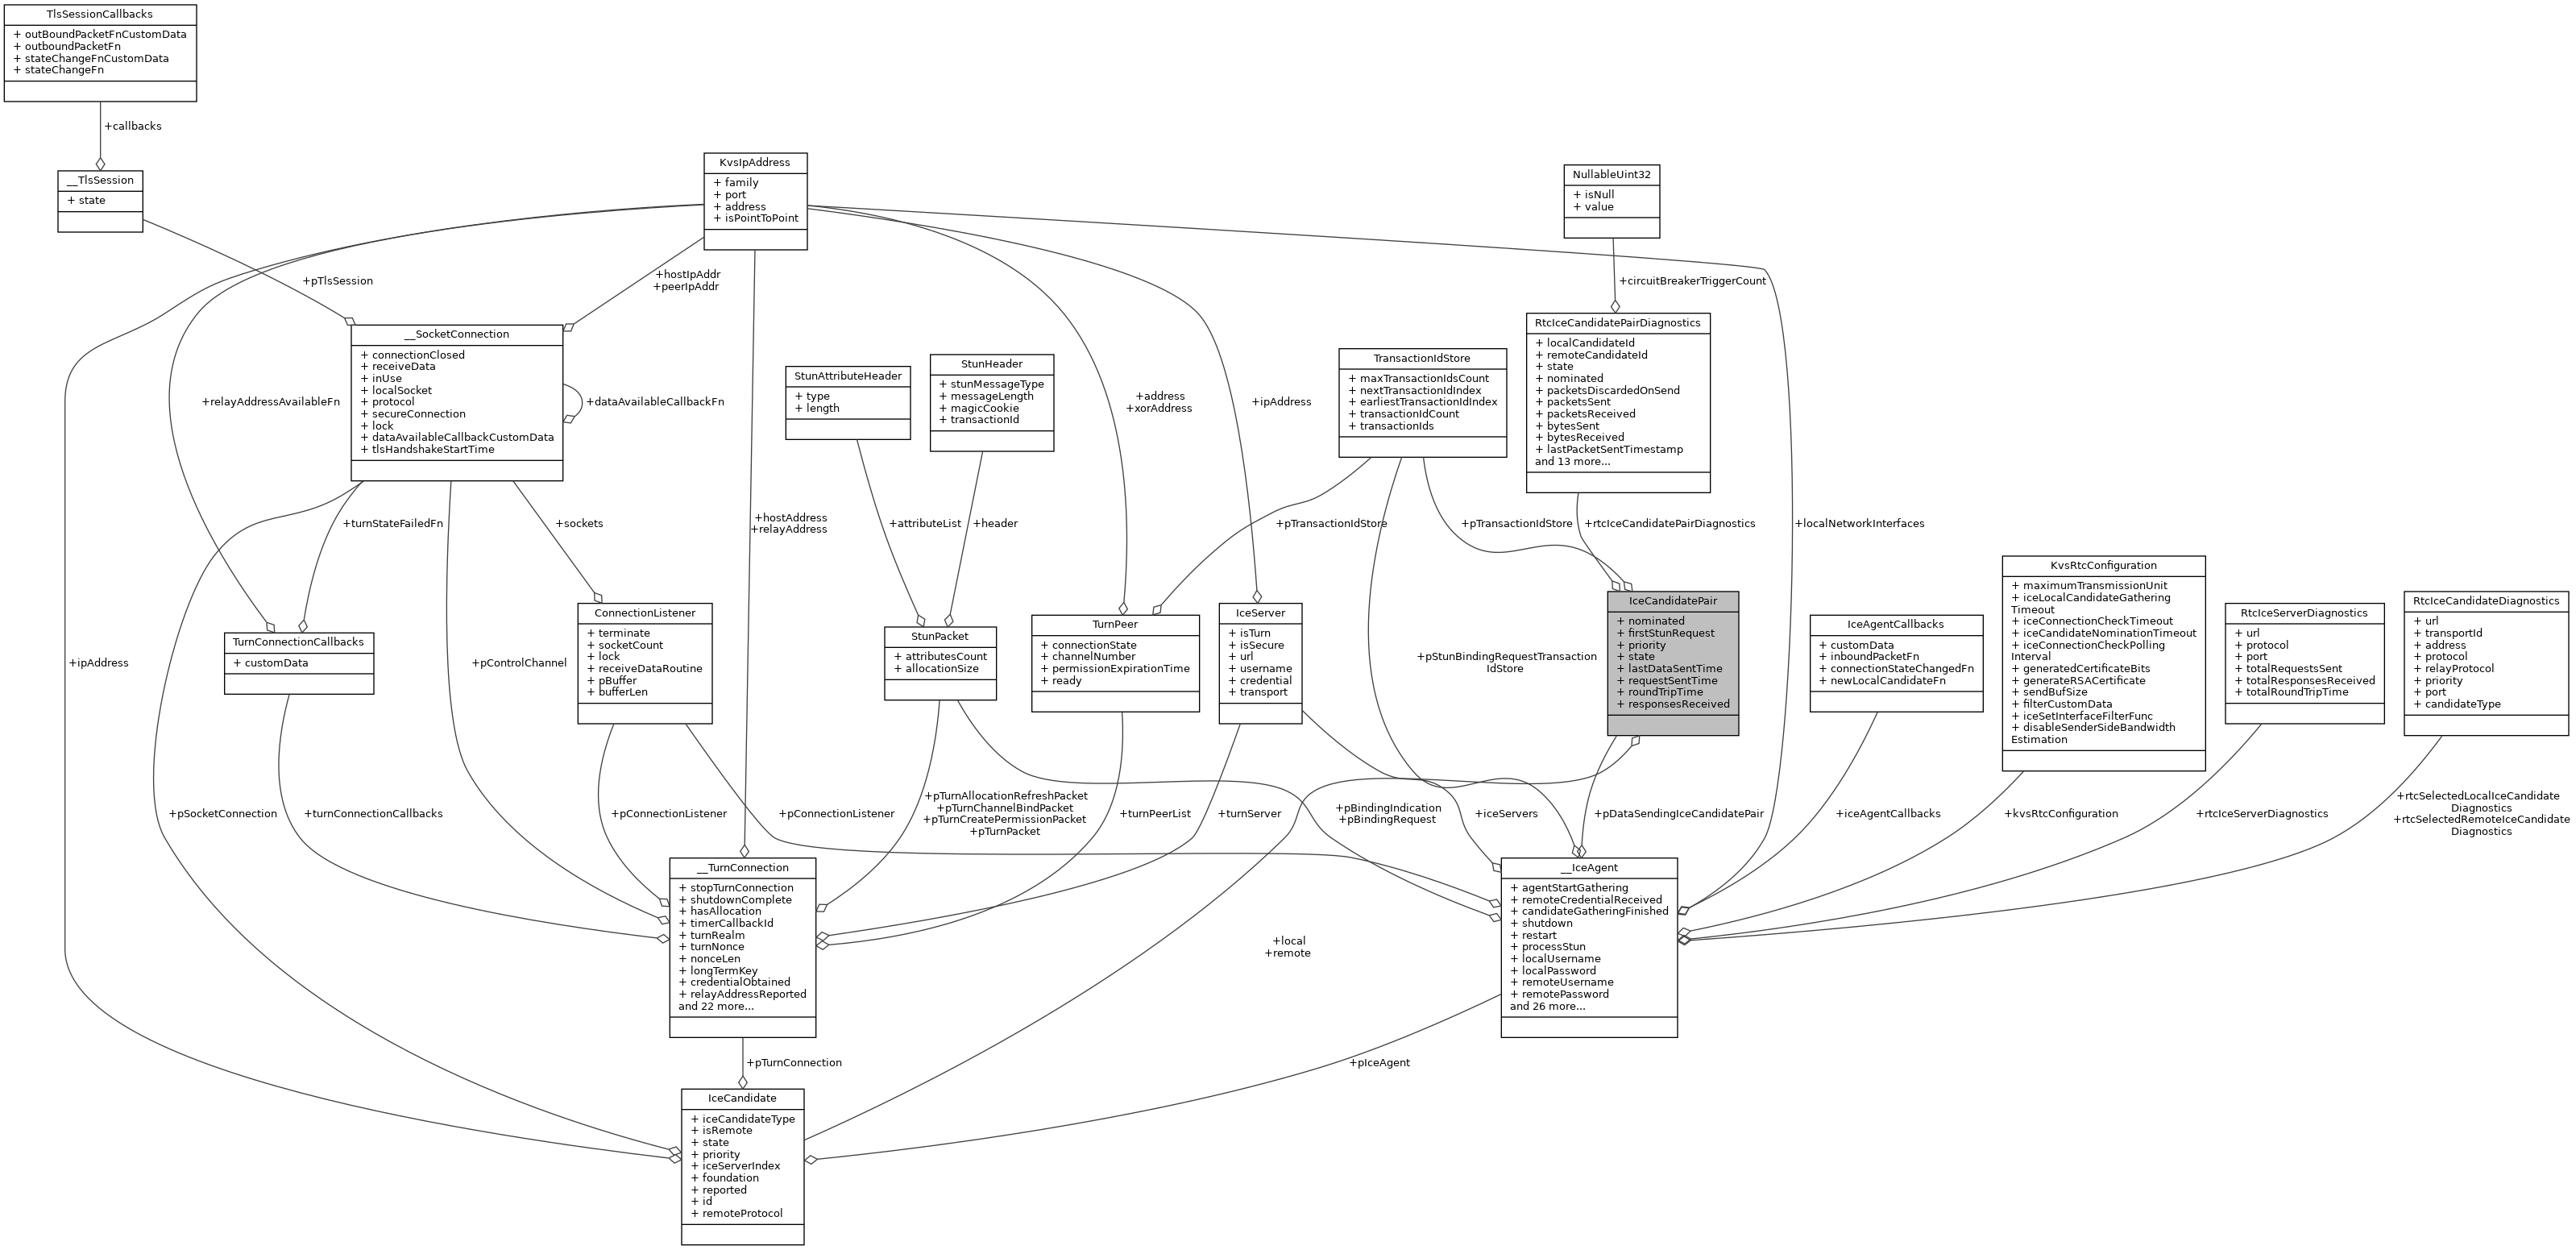 TlsSessionCallbacks
+ outBoundPacketFnCustomData
+ outboundPacketFn
+ stateChangeFnCustomData
+ stateChangeFn
+callbacks
__TlsSession
+ state
KvsIpAddress
+ family
+ port
+ address
+ isPointToPoint
NullableUint32
+ isNull
+ value
+pTlsSession
+hostIpAddr
+peerIpAddr
+circuitBreakerTriggerCount
__SocketConnection
+ connectionClosed
+ receiveData
+ inUse
+ localSocket
+ protocol
+ secureConnection
+ lock
+ dataAvailableCallbackCustomData
+ tlsHandshakeStartTime
+relayAddressAvailableFn
+dataAvailableCallbackFn
StunAttributeHeader
+ type
+ length
StunHeader
+ stunMessageType
+ messageLength
+ magicCookie
+ transactionId
+address
+xorAddress
+ipAddress
TransactionIdStore
+ maxTransactionIdsCount
+ nextTransactionIdIndex
+ earliestTransactionIdIndex
+ transactionIdCount
+ transactionIds
RtcIceCandidatePairDiagnostics
+ localCandidateId
+ remoteCandidateId
+ state
+ nominated
+ packetsDiscardedOnSend
+ packetsSent
+ packetsReceived
+ bytesSent
+ bytesReceived
+ lastPacketSentTimestamp
and 13 more...
+turnStateFailedFn
+sockets
+hostAddress
+relayAddress
+attributeList
+header
+pTransactionIdStore
+pTransactionIdStore
+rtcIceCandidatePairDiagnostics
+localNetworkInterfaces
+ipAddress
TurnConnectionCallbacks
+ customData
+pControlChannel
ConnectionListener
+ terminate
+ socketCount
+ lock
+ receiveDataRoutine
+ pBuffer
+ bufferLen
StunPacket
+ attributesCount
+ allocationSize
TurnPeer
+ connectionState
+ channelNumber
+ permissionExpirationTime
+ ready
IceServer
+ isTurn
+ isSecure
+ url
+ username
+ credential
+ transport
+pStunBindingRequestTransaction
IdStore
IceCandidatePair
+ nominated
+ firstStunRequest
+ priority
+ state
+ lastDataSentTime
+ requestSentTime
+ roundTripTime
+ responsesReceived
IceAgentCallbacks
+ customData
+ inboundPacketFn
+ connectionStateChangedFn
+ newLocalCandidateFn
KvsRtcConfiguration
+ maximumTransmissionUnit
+ iceLocalCandidateGathering
Timeout
+ iceConnectionCheckTimeout
+ iceCandidateNominationTimeout
+ iceConnectionCheckPolling
Interval
+ generatedCertificateBits
+ generateRSACertificate
+ sendBufSize
+ filterCustomData
+ iceSetInterfaceFilterFunc
+ disableSenderSideBandwidth
Estimation
RtcIceServerDiagnostics
+ url
+ protocol
+ port
+ totalRequestsSent
+ totalResponsesReceived
+ totalRoundTripTime
RtcIceCandidateDiagnostics
+ url
+ transportId
+ address
+ protocol
+ relayProtocol
+ priority
+ port
+ candidateType
+pSocketConnection
+turnConnectionCallbacks
+pConnectionListener
+pConnectionListener
+pTurnAllocationRefreshPacket
+pTurnChannelBindPacket
+pTurnCreatePermissionPacket
+pTurnPacket
+turnPeerList
+turnServer
+pBindingIndication
+pBindingRequest
+iceServers
+pDataSendingIceCandidatePair
+iceAgentCallbacks
+kvsRtcConfiguration
+rtcIceServerDiagnostics
+rtcSelectedLocalIceCandidate
Diagnostics
+rtcSelectedRemoteIceCandidate
Diagnostics
__TurnConnection
+ stopTurnConnection
+ shutdownComplete
+ hasAllocation
+ timerCallbackId
+ turnRealm
+ turnNonce
+ nonceLen
+ longTermKey
+ credentialObtained
+ relayAddressReported
and 22 more...
+local
+remote
__IceAgent
+ agentStartGathering
+ remoteCredentialReceived
+ candidateGatheringFinished
+ shutdown
+ restart
+ processStun
+ localUsername
+ localPassword
+ remoteUsername
+ remotePassword
and 26 more...
+pTurnConnection
+pIceAgent
IceCandidate
+ iceCandidateType
+ isRemote
+ state
+ priority
+ iceServerIndex
+ foundation
+ reported
+ id
+ remoteProtocol